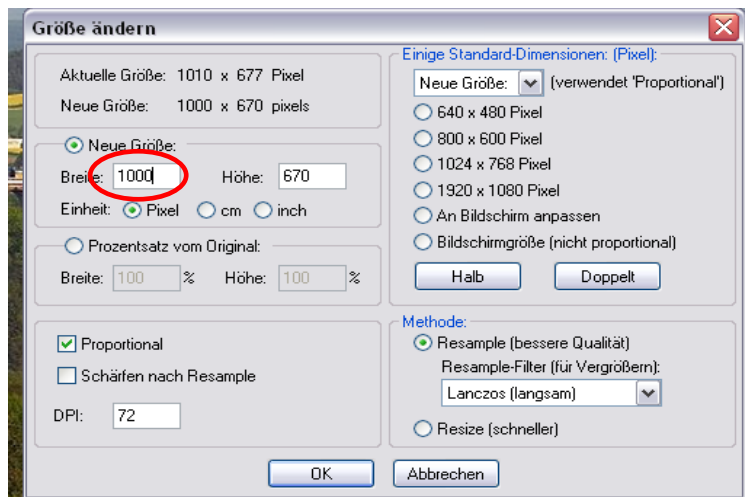 Größe ändern
Aktuelle Größe: 1010 x 677 Pixel
Neue Größe: 1000 x 670 pixels
Neue Größe:
Breite: 1000 Höhe: 670
Einheit: Pixel cm inch
Prozentsatz vom Original:
Breite: 100 % Höhe: 100 %
Proportional
Schärfen nach Resample
DPI: 72
Einige Standard-Dimensionen: (Pixel):
Neue Größe: (verwendet 'Proportional')
640 x 480 Pixel
800 x 600 Pixel
1024 x 768 Pixel
1920 x 1080 Pixel
An Bildschirm anpassen
Bildschirmgröße (nicht proportional)
Halb Doppelt
Methode:
Resample (bessere Qualität)
Resample-Filter (für Vergrößern):
Lanczos (langsam)
Resize (schneller)
OK Abbrechen